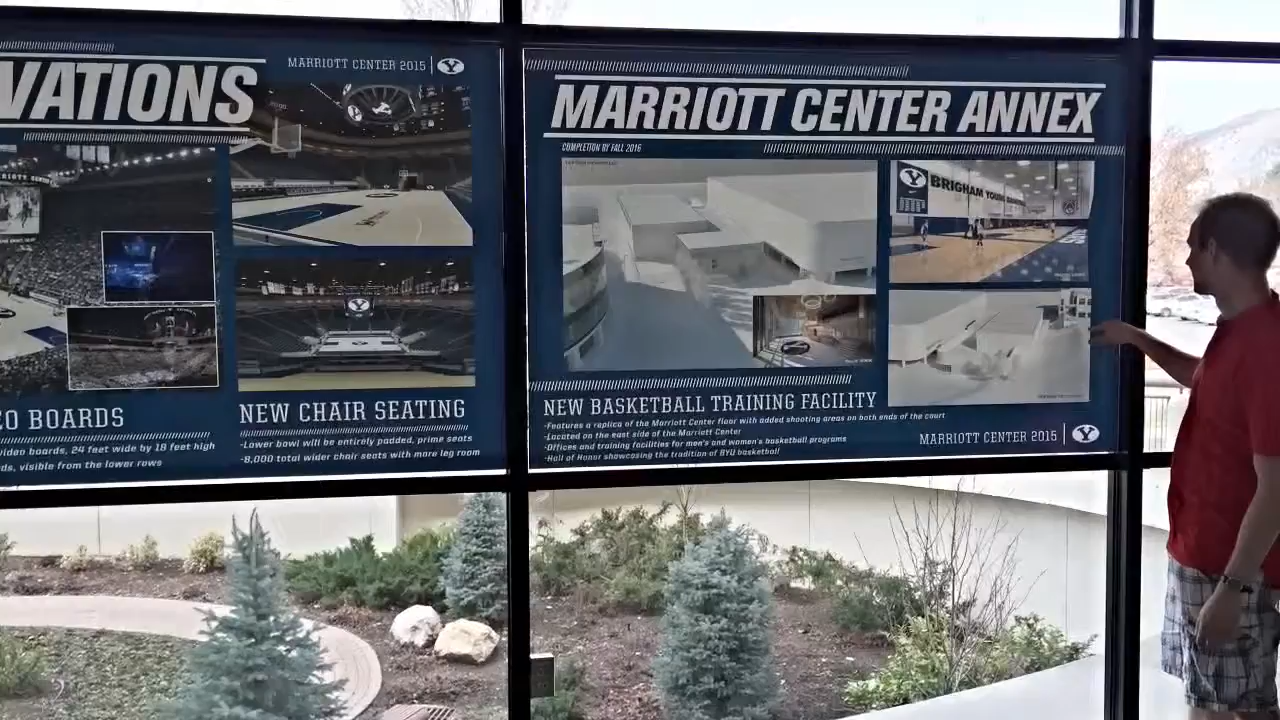 VATIONS
MARRIOTT CENTER 2015
Y
O BOARDS
video boards, 24 feet wide by 18 feet high
ds, visible from the lower rows
NEW CHAIR SEATING
-Lower bowl will be entirely padded, prime seats
-8,000 total wider chair seats with more leg room
MARRIOTT CENTER ANNEX
COMPLETION BY FALL 2016
Y BRIGHAM YOUNG
NEW BASKETBALL TRAINING FACILITY
-Features a replica of the Marriott Center floor with added shooting areas on both ends of the court
-Located on the east side of the Marriott Center
-Offices and training facilities for men's and women's basketball programs
-Hall of Honor showcasing the tradition of BYU basketball
MARRIOTT CENTER 2015
Y